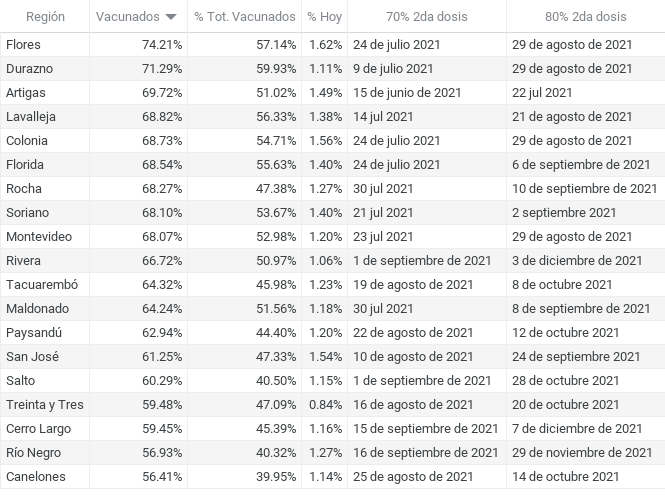 Región Vacunados % Tot. Vacunados % Hoy 70% 2da dosis 80% 2da dosis
Flores 74.21% 57.14% 1.62% 24 de julio 2021 29 de agosto de 2021
Durazno 71.29% 59.93% 1.11% 9 de julio 2021 29 de agosto de 2021
Artigas 69.72% 51.02% 1.49% 15 de junio de 2021 22 jul 2021
Lavalleja 68.82% 56.33% 1.38% 14 jul 2021 21 de agosto de 2021
Colonia 68.73% 54.71% 1.56% 24 de julio 2021 29 de agosto de 2021
Florida 68.54% 55.63% 1.40% 24 de julio 2021 6 de septiembre de 2021
Rocha 68.27% 47.38% 1.27% 30 jul 2021 10 de septiembre de 2021
Soriano 68.10% 53.67% 1.40% 21 jul 2021 2 septiembre 2021
Montevideo 68.07% 52.98% 1.20% 23 jul 2021 29 de agosto de 2021
Rivera 66.72% 50.97% 1.06% 1 de septiembre de 2021 3 de diciembre de 2021
Tacuarembó 64.32% 45.98% 1.23% 19 de agosto de 2021 8 de octubre 2021
Maldonado 64.24% 51.56% 1.18% 30 jul 2021 8 de septiembre de 2021
Paysandú 62.94% 44.40% 1.20% 22 de agosto de 2021 12 de octubre 2021
San José 61.25% 47.33% 1.54% 10 de agosto de 2021 24 de septiembre 2021
Salto 60.29% 40.50% 1.15% 1 de septiembre de 2021 28 de octubre 2021
Treinta y Tres 59.48% 47.09% 0.84% 16 de agosto de 2021 20 de octubre 2021
Cerro Largo 59.45% 45.39% 1.16% 15 de septiembre de 2021 7 de diciembre de 2021
Río Negro 56.93% 40.32% 1.27% 16 de septiembre de 2021 29 de noviembre de 2021
Canelones 56.41% 39.95% 1.14% 25 de agosto de 2021 14 de octubre 2021